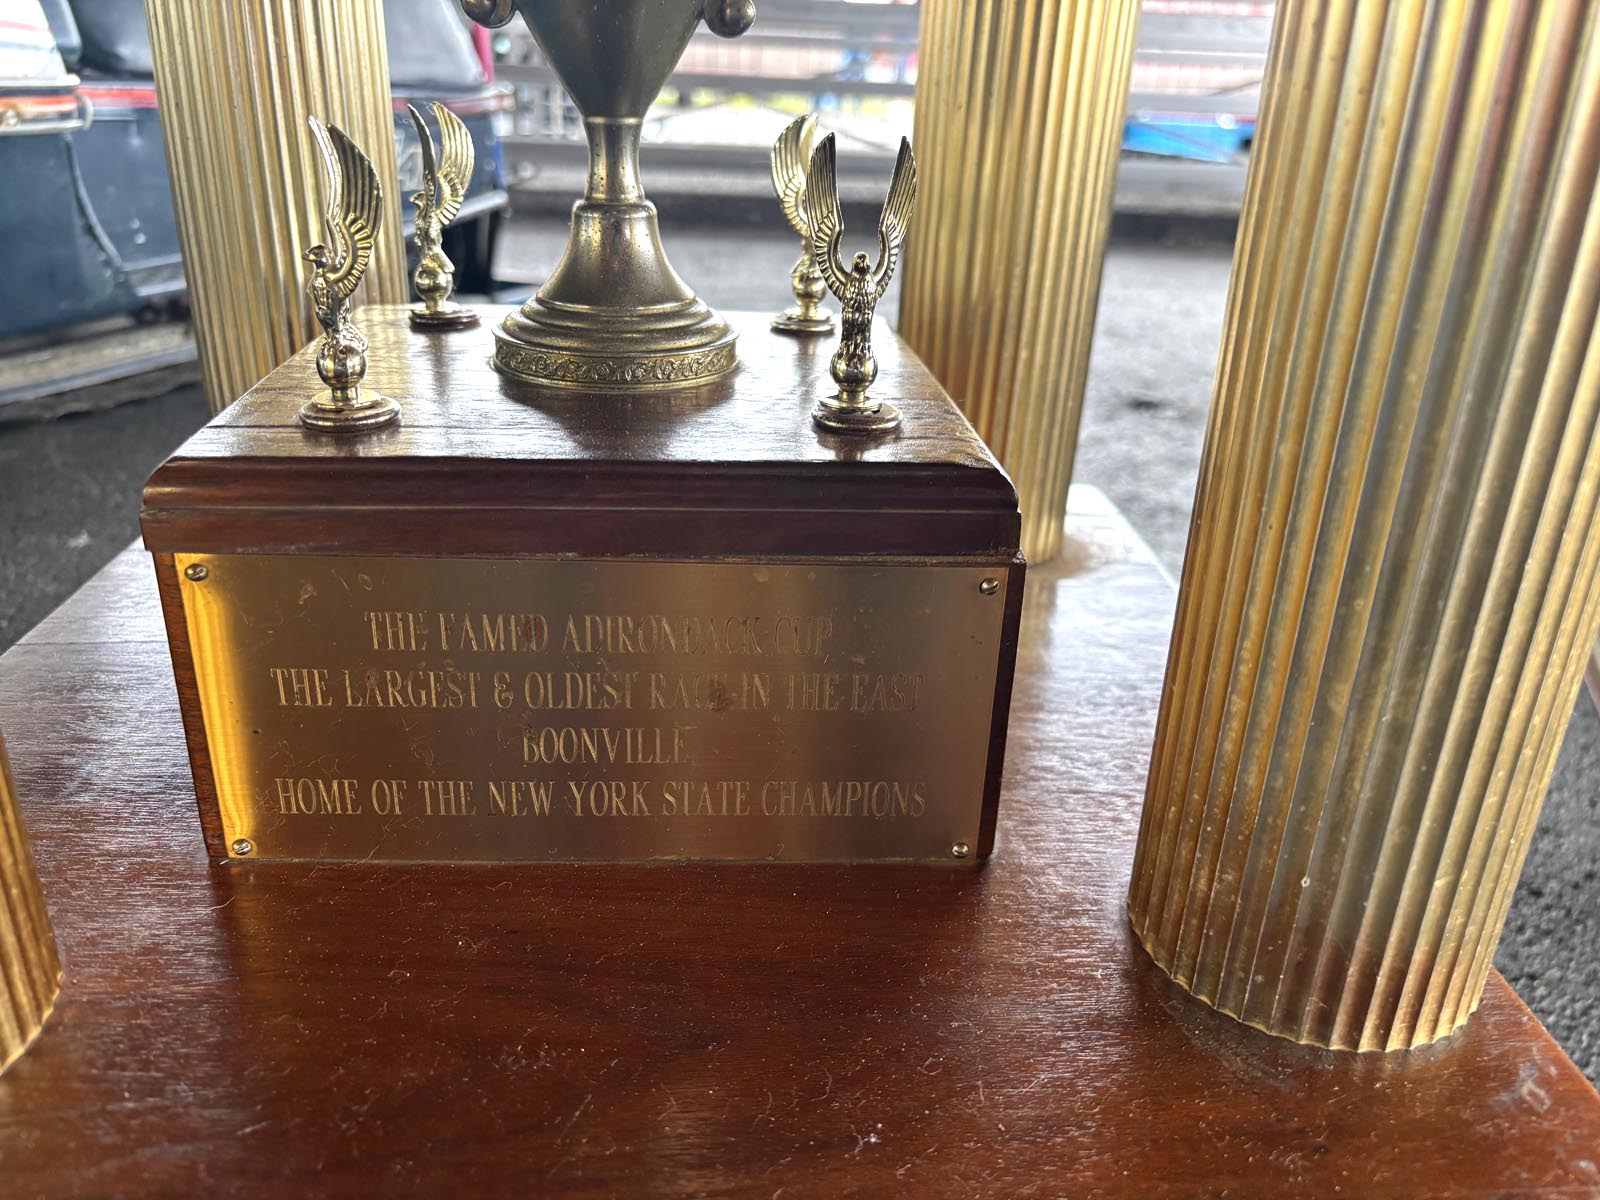 THE FAMED ADIRONDACK CUP
THE LARGEST & OLDEST RACE IN THE EAST
BOONVILLE
HOME OF THE NEW YORK STATE CHAMPIONS